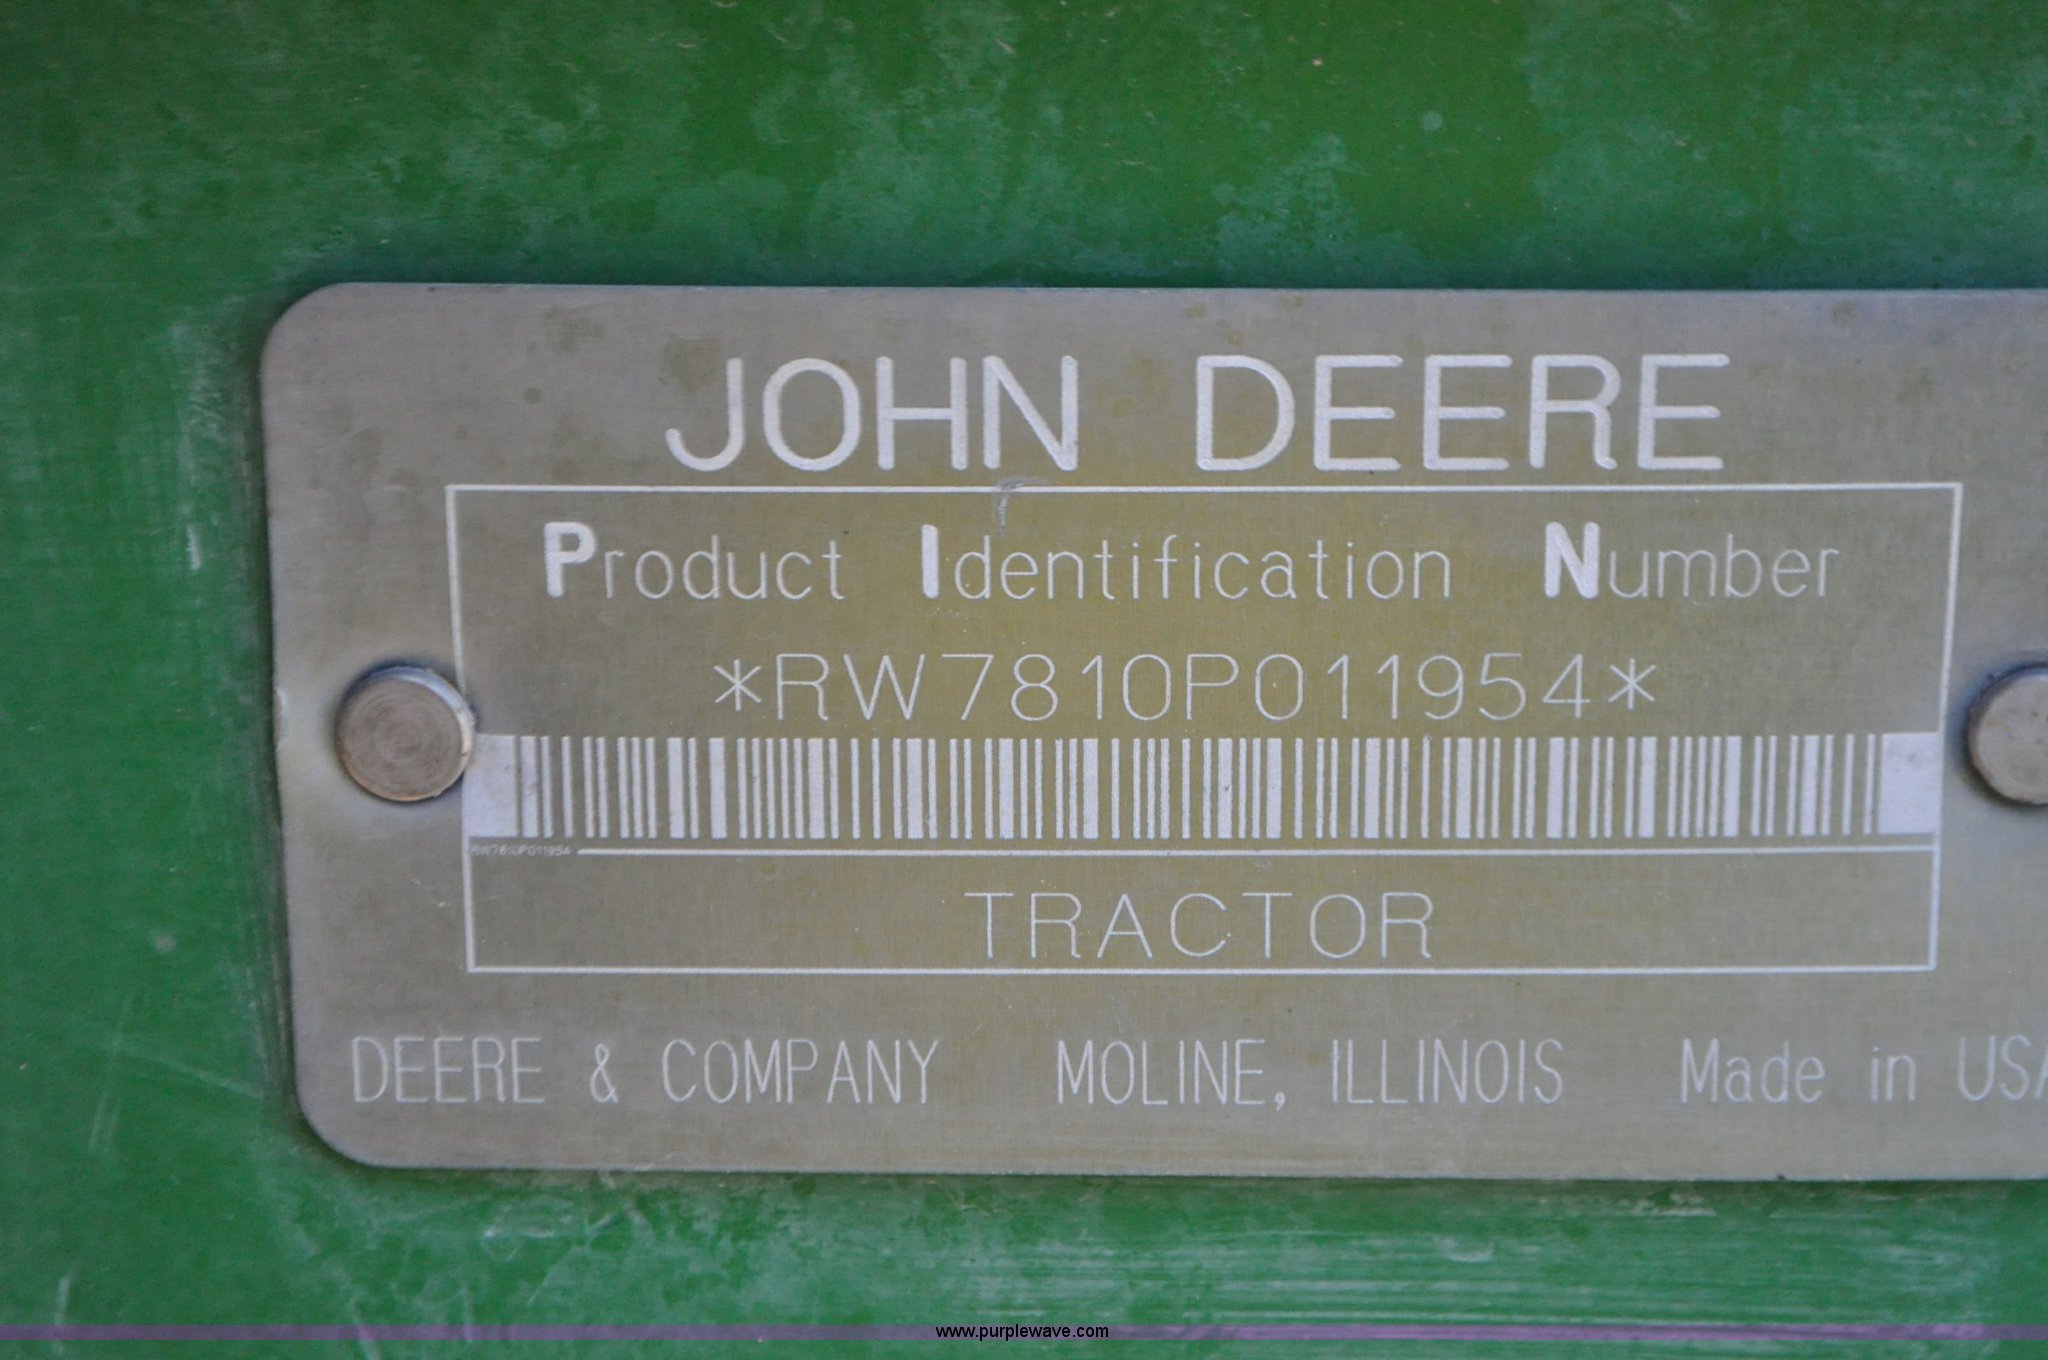 JOHN DEERE
Product Identification Number
*RW7810P011954*
RW7810P011954
TRACTOR
DEERE & COMPANY MOLINE, ILLINOIS Made in USA
www.purplewave.com